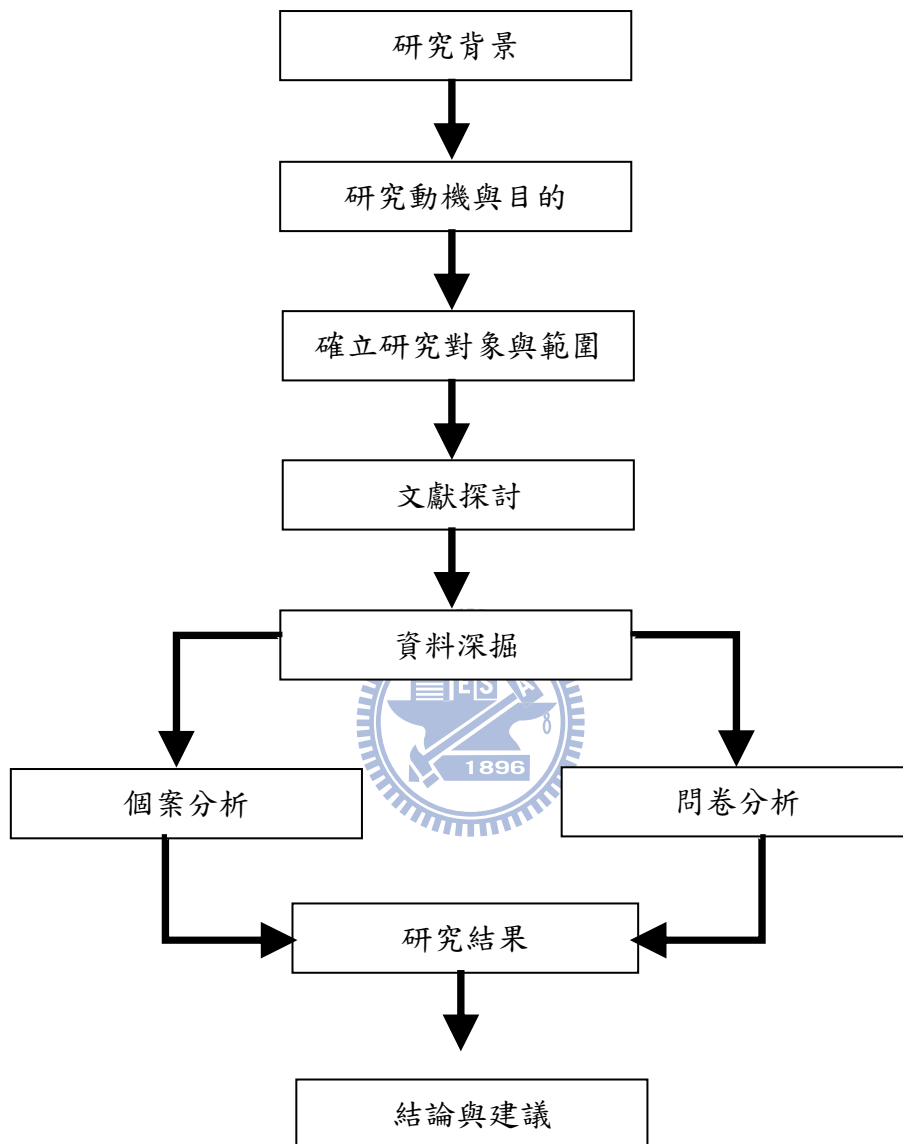 研究背景
研究動機與目的
確立研究對象與範圍
文獻探討
資料深掘
E S A
1896
個案分析
問卷分析
研究結果
結論與建議